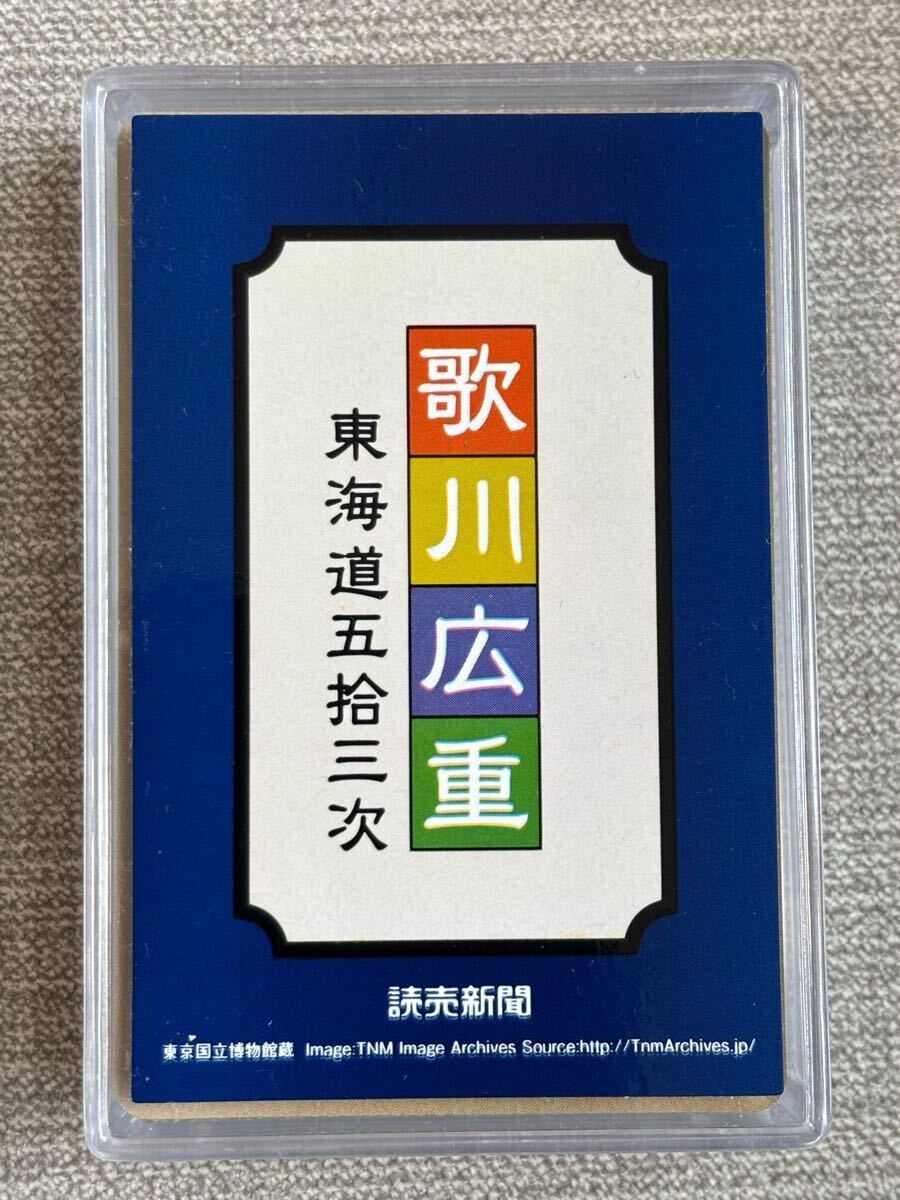 歌川広重
東海道五拾三次
読売新聞
東京国立博物館蔵 Image:TNM Image Archives Source:http://TnmArchives.jp/